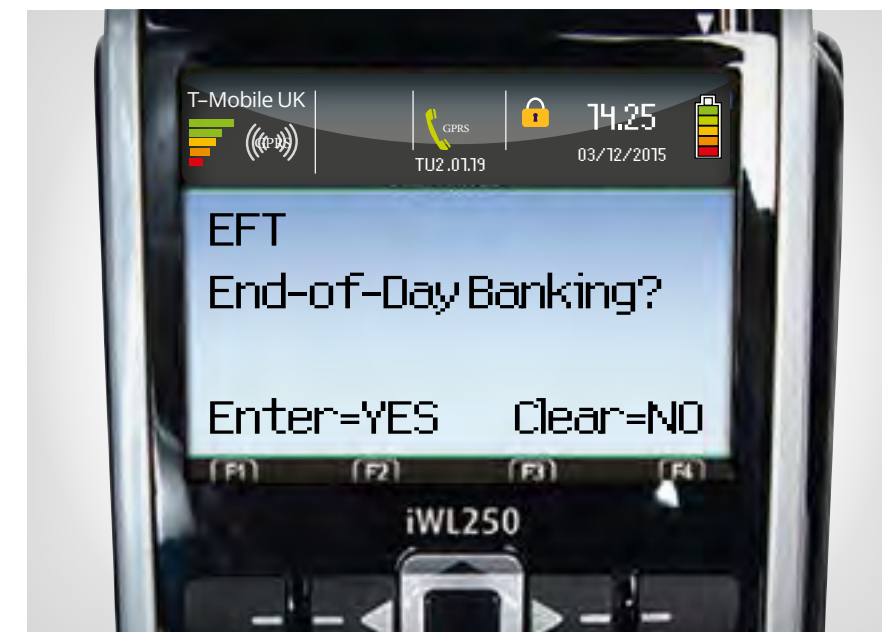 T-Mobile UK
GPRS
GPRS
TU2.01.19
14.25
03/12/2015
EFT
End-of-Day Banking?
Enter=YES Clear=NO
F1 F2 F3 F4
iWL250